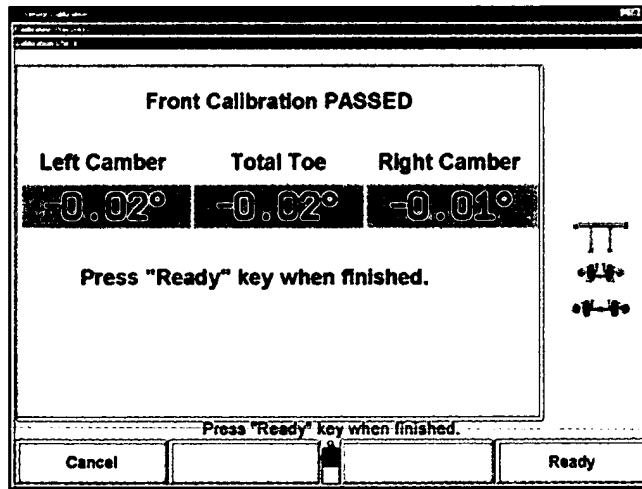 Front Calibration PASSED
Left Camber Total Toe Right Camber
-0.02° -0.02° -0.01°
Press "Ready" key when finished.
Press "Ready" key when finished.
Cancel Ready